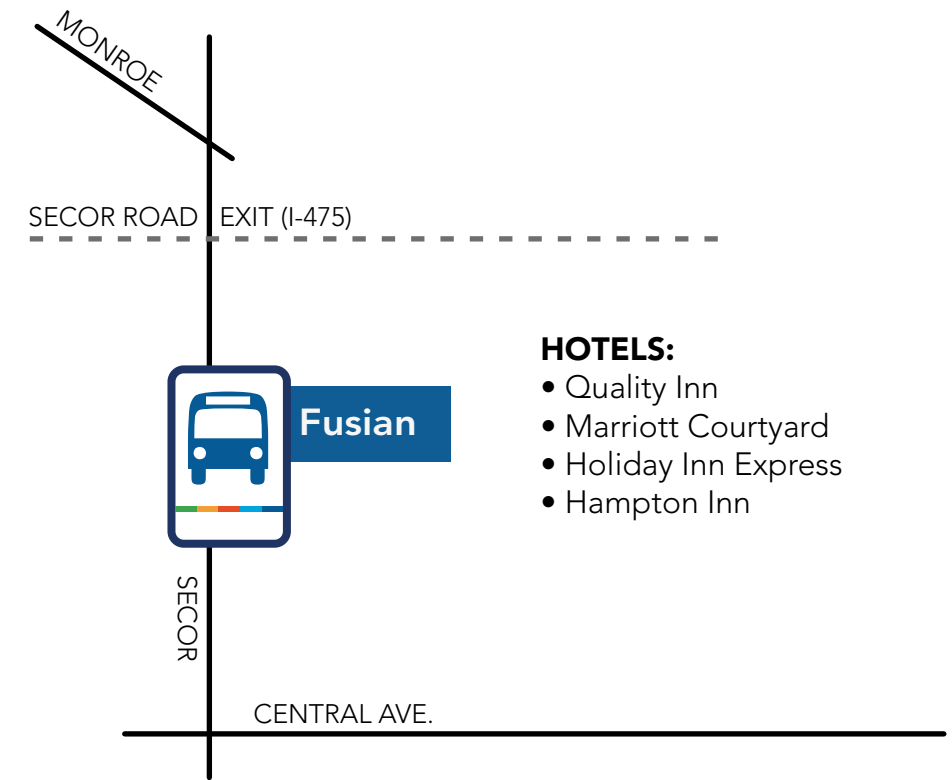 MONROE
SECOR ROAD EXIT (I-475)
HOTELS:
• Quality Inn
• Marriott Courtyard
• Holiday Inn Express
• Hampton Inn
Fusian
SECOR
CENTRAL AVE.